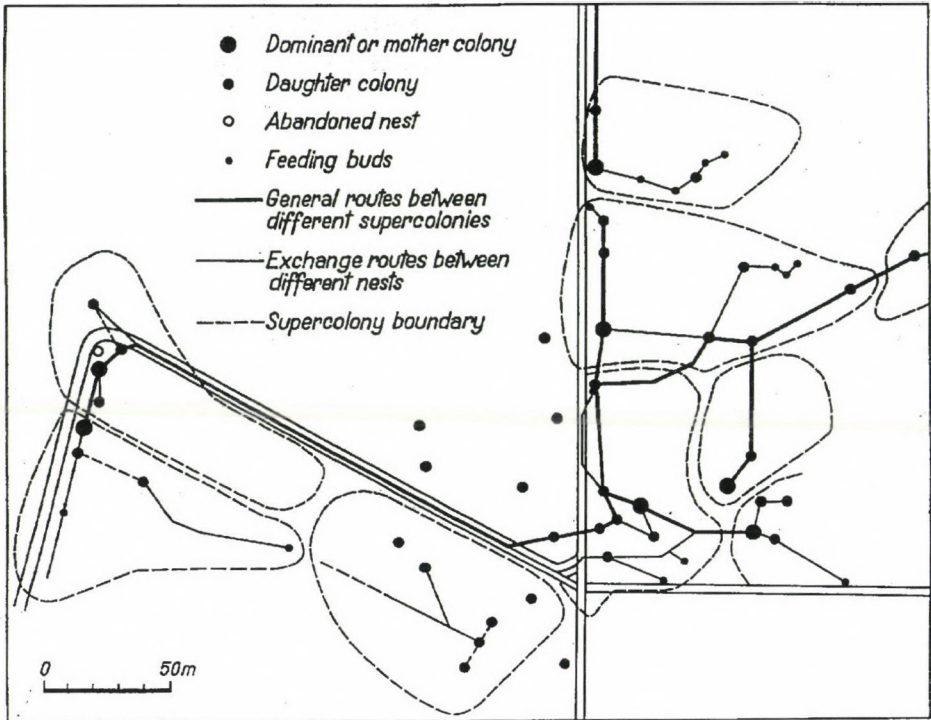 Dominant or mother colony
Daughter colony
Abandoned nest
Feeding buds
General routes between
different supercolonies
Exchange routes between
different nests
Supercolony boundary
0 50m